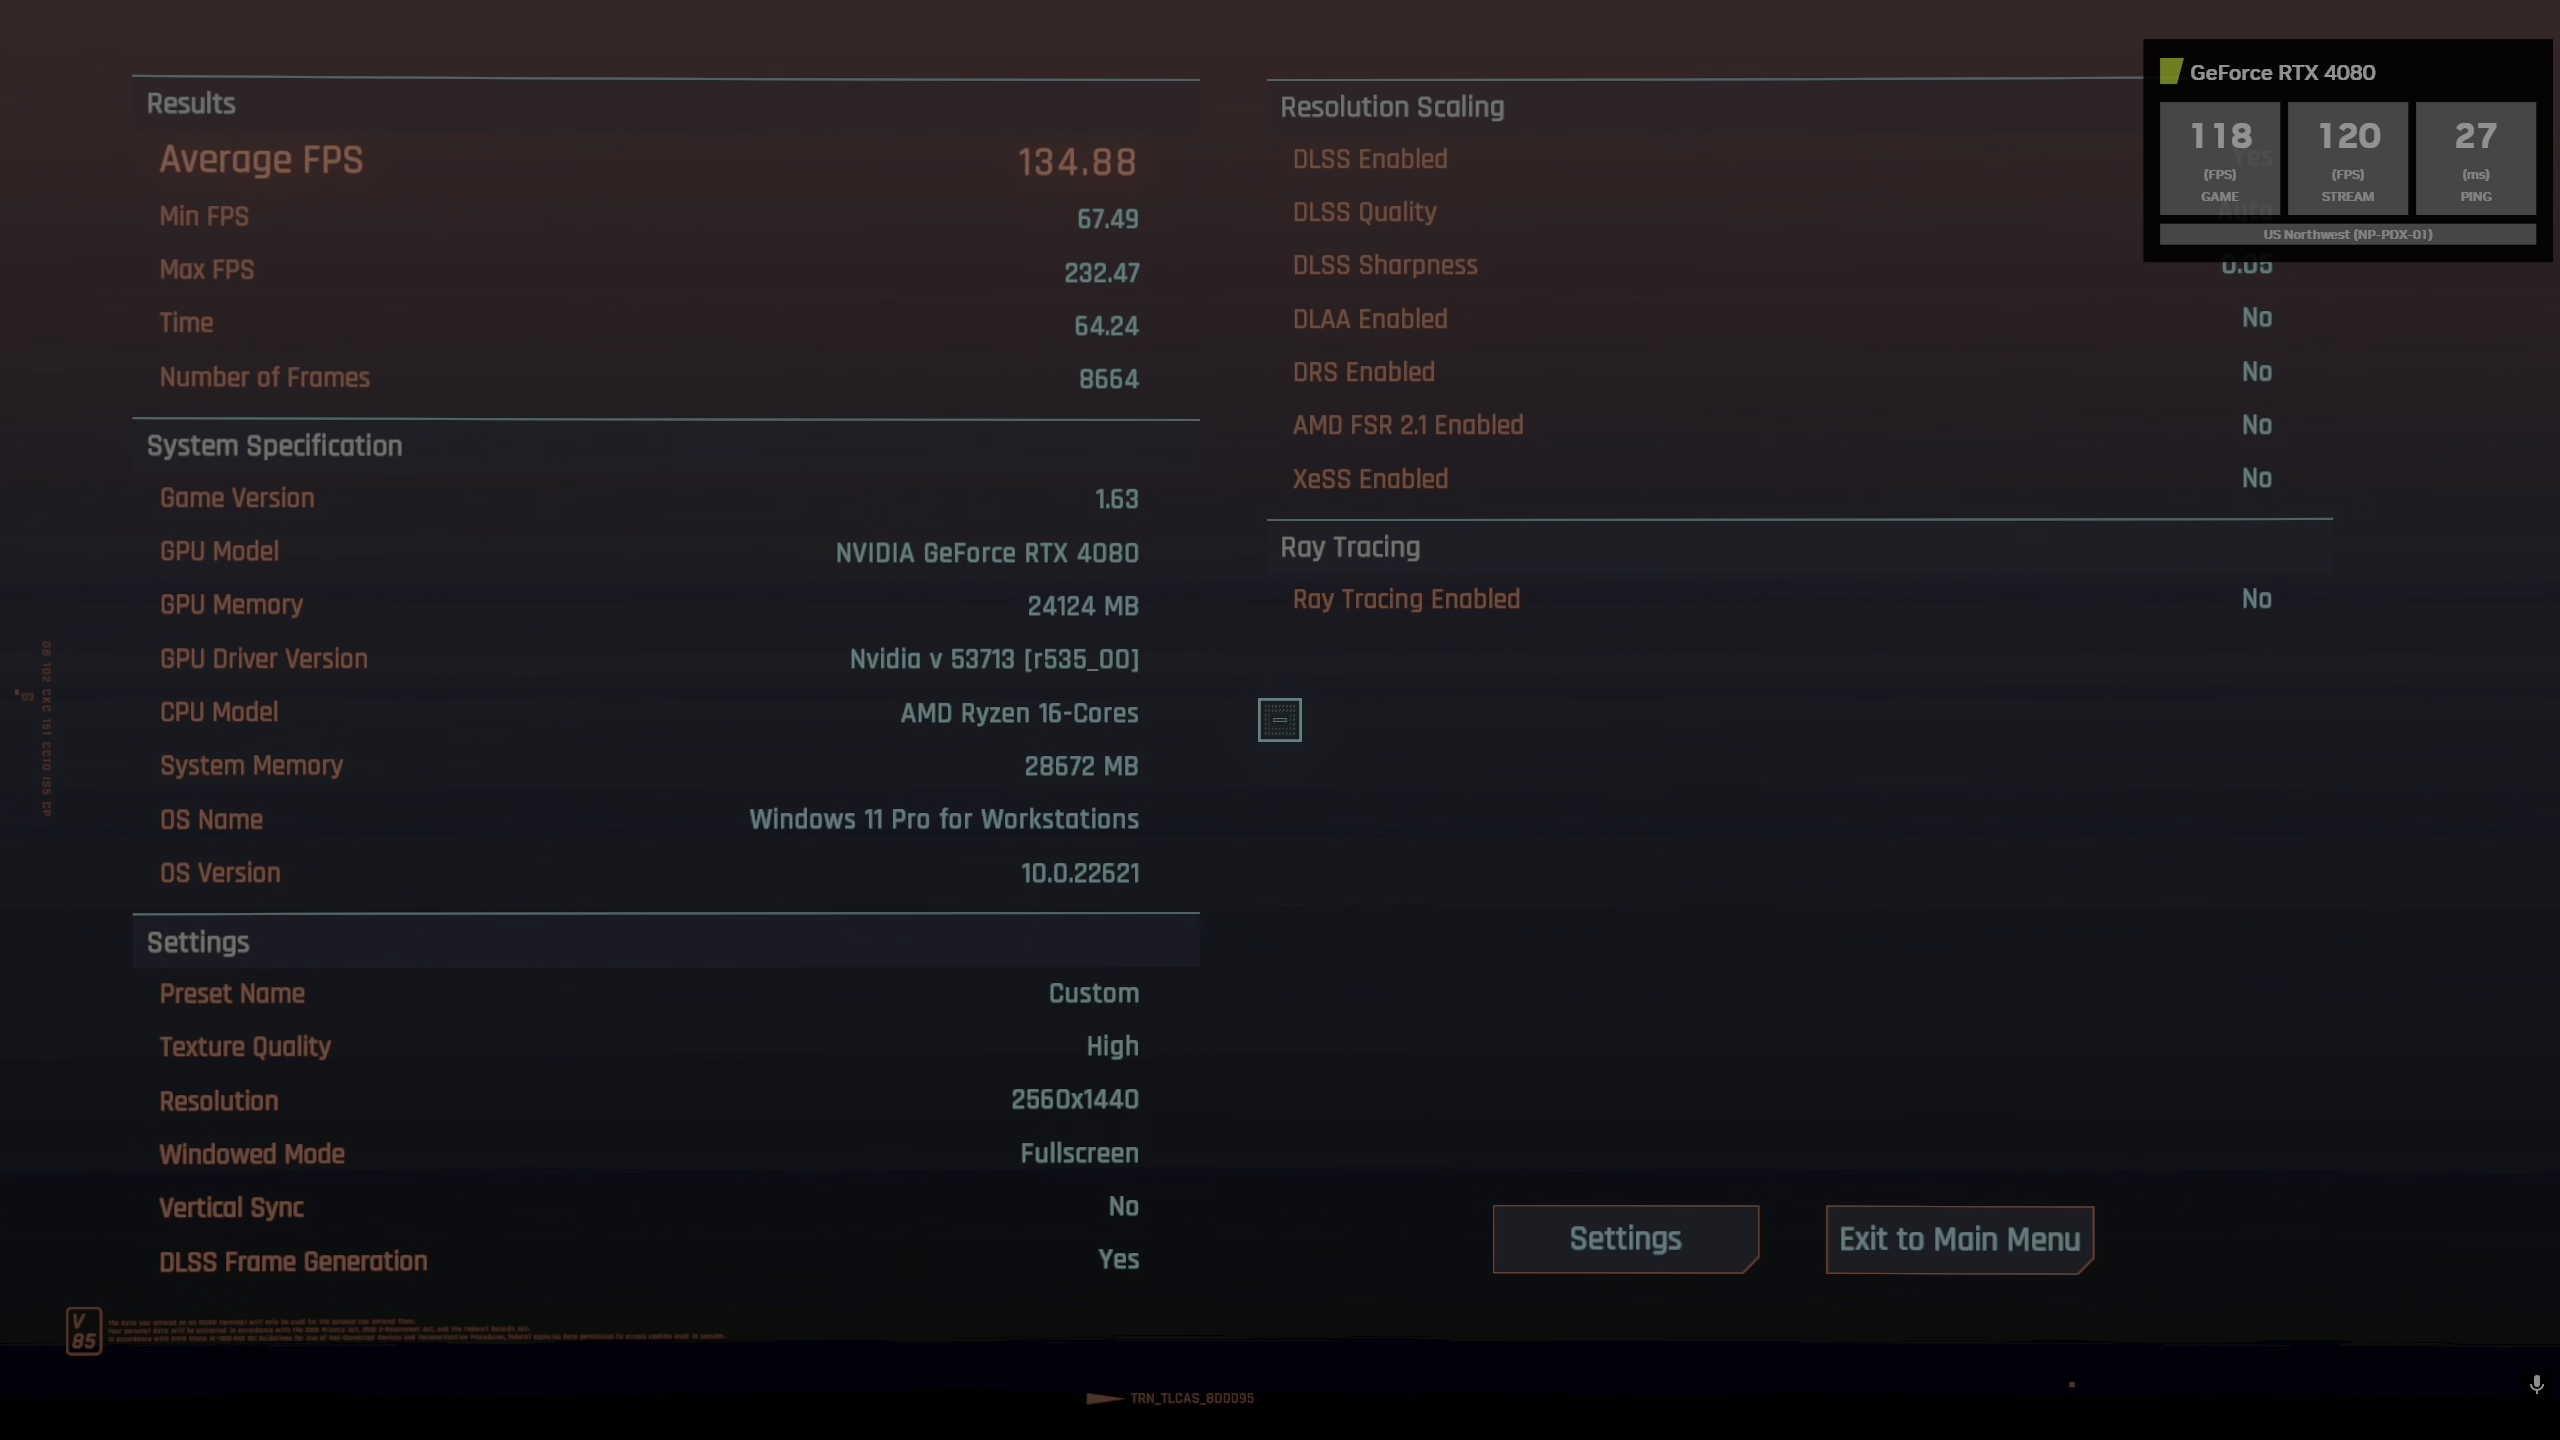 Results
Average FPS 134.88
Min FPS 67.49
Max FPS 232.47
Time 64.24
Number of Frames 8664
System Specification
Game Version 1.63
GPU Model NVIDIA GeForce RTX 4080
GPU Memory 24124 MB
GPU Driver Version Nvidia v 53713 [r535_00]
CPU Model AMD Ryzen 16-Cores
System Memory 28672 MB
OS Name Windows 11 Pro for Workstations
OS Version 10.0.22621
Settings
Preset Name Custom
Texture Quality High
Resolution 2560x1440
Windowed Mode Fullscreen
Vertical Sync No
DLSS Frame Generation Yes
Resolution Scaling
DLSS Enabled Yes
DLSS Quality Auto
DLSS Sharpness 0.05
DLAA Enabled No
DRS Enabled No
AMD FSR 2.1 Enabled No
XeSS Enabled No
Ray Tracing
Ray Tracing Enabled No
GeForce RTX 4080
118 120 27
(FPS) (FPS) (ms)
GAME STREAM PING
US Northwest (NP-PDX-01)
Settings
Exit to Main Menu
V
85
TRN_TLCAS_8D0095